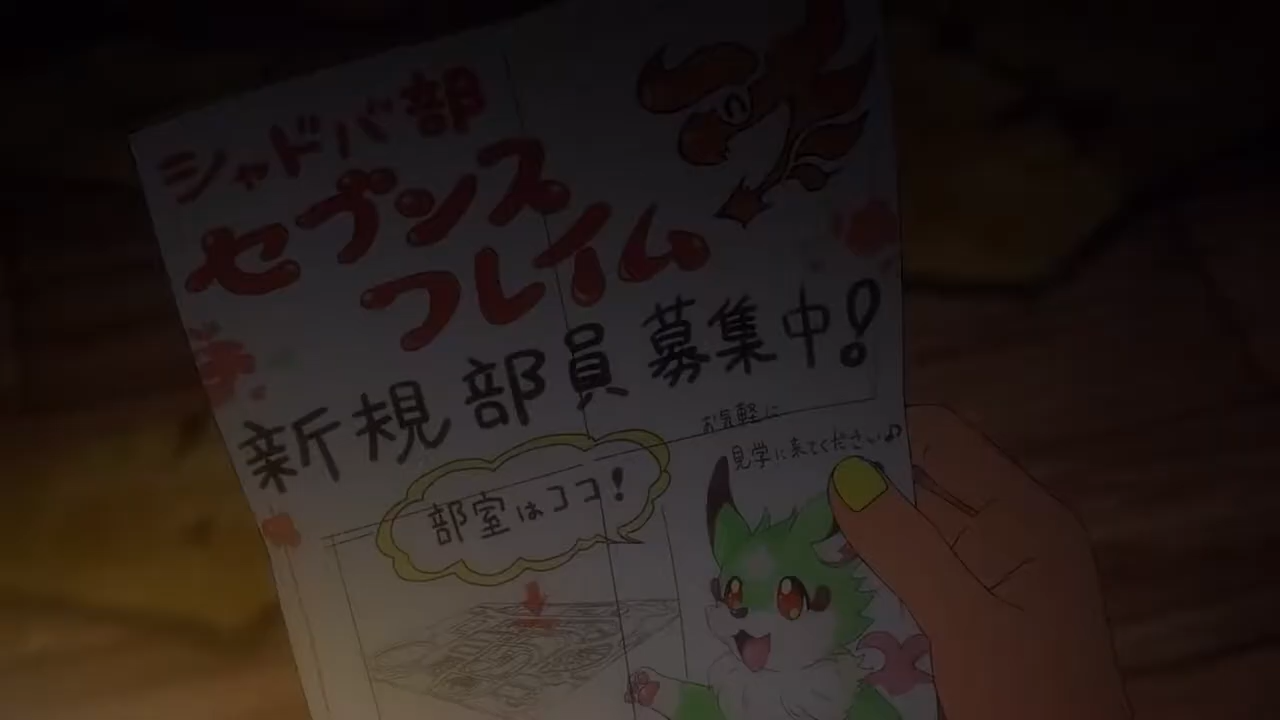 シャドバ部
セブンス
フレイム
新規部員募集中!
お気軽に
見学に来てください♪
部室はココ!